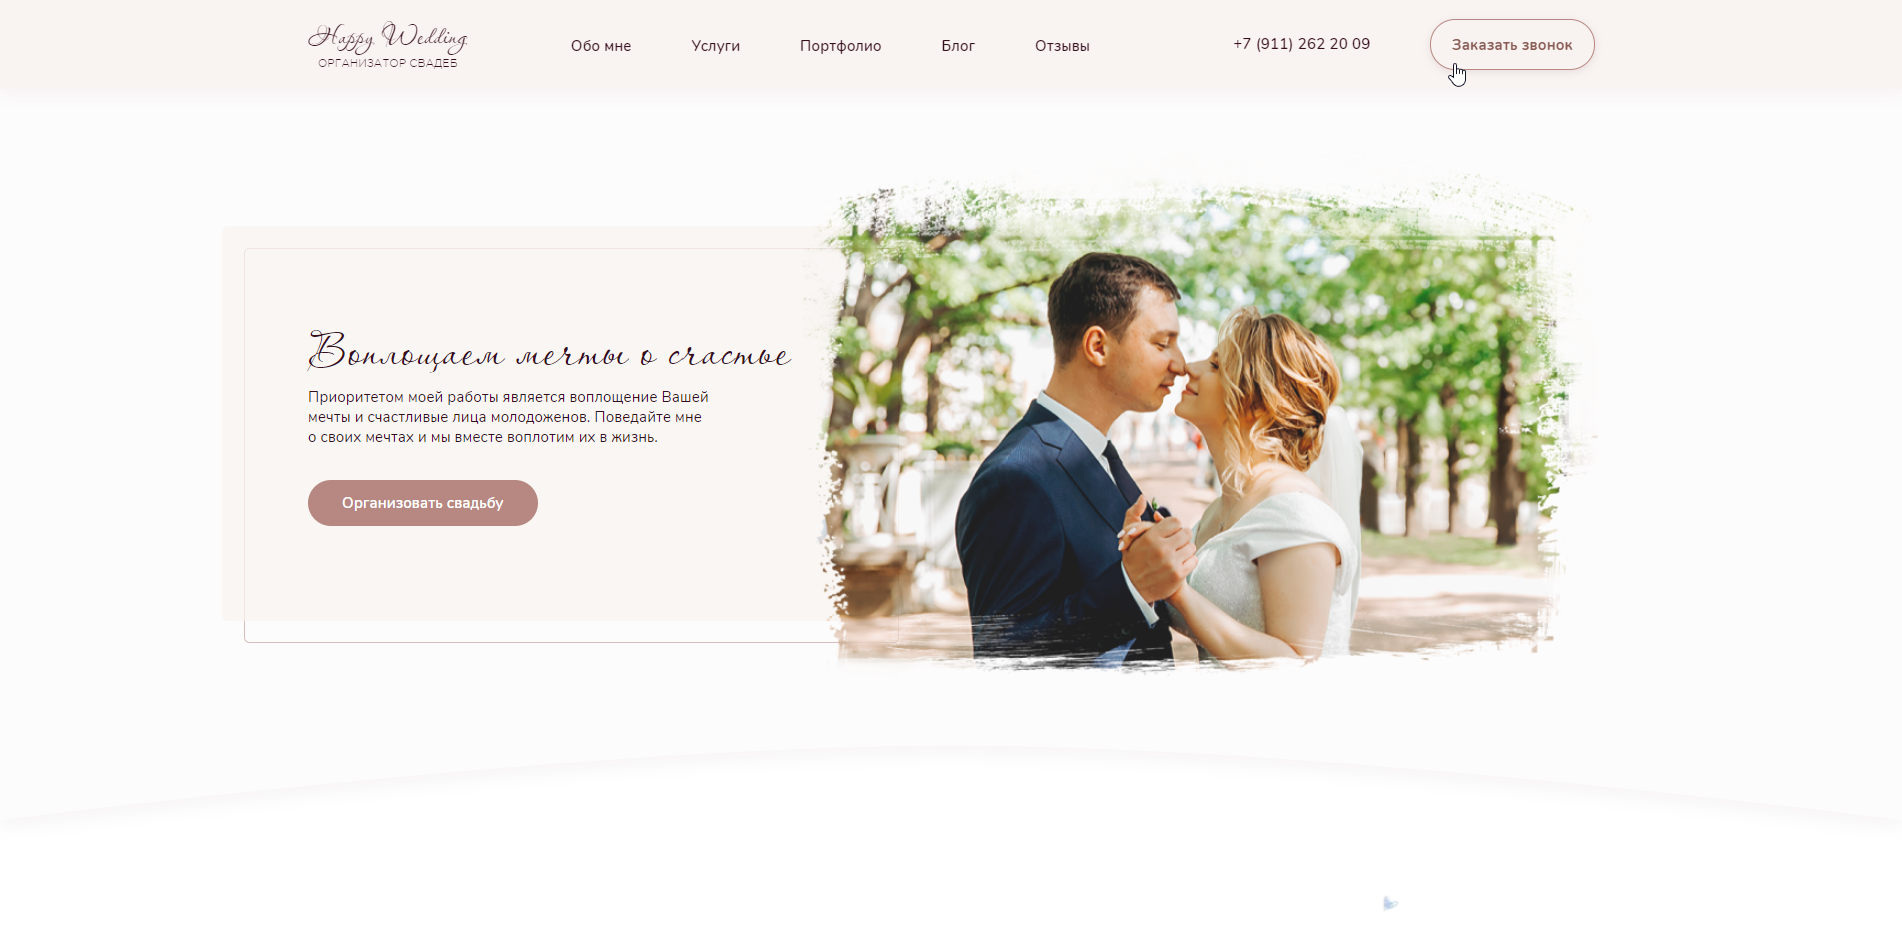 Happy Wedding
ОРГАНИЗАТОР СВАДЕБ
Обо мне
Услуги
Портфолио
Блог
Отзывы
+7 (911) 262 20 09
Заказать звонок
Воплощаем мечты о счастье
Приоритетом моей работы является воплощение Вашей
мечты и счастливые лица молодоженов. Поведайте мне
о своих мечтах и мы вместе воплотим их в жизнь.
Организовать свадьбу